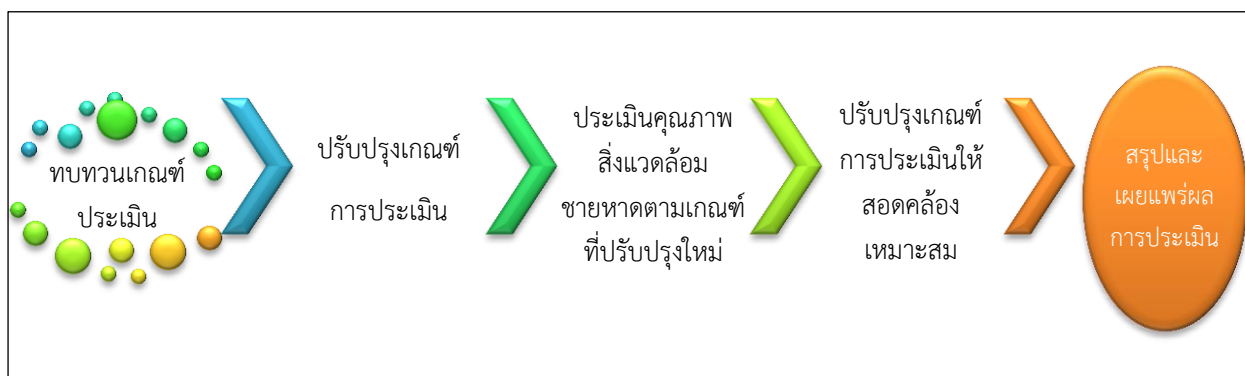 ทบทวนเกณฑ์
ประเมิน
ปรับปรุงเกณฑ์
การประเมิน
ประเมินคุณภาพ
สิ่งแวดล้อม
ชายหาดตามเกณฑ์
ที่ปรับปรุงใหม่
ปรับปรุงเกณฑ์
การประเมินให้
สอดคล้อง
เหมาะสม
สรุปและ
เผยแพร่ผล
การประเมิน